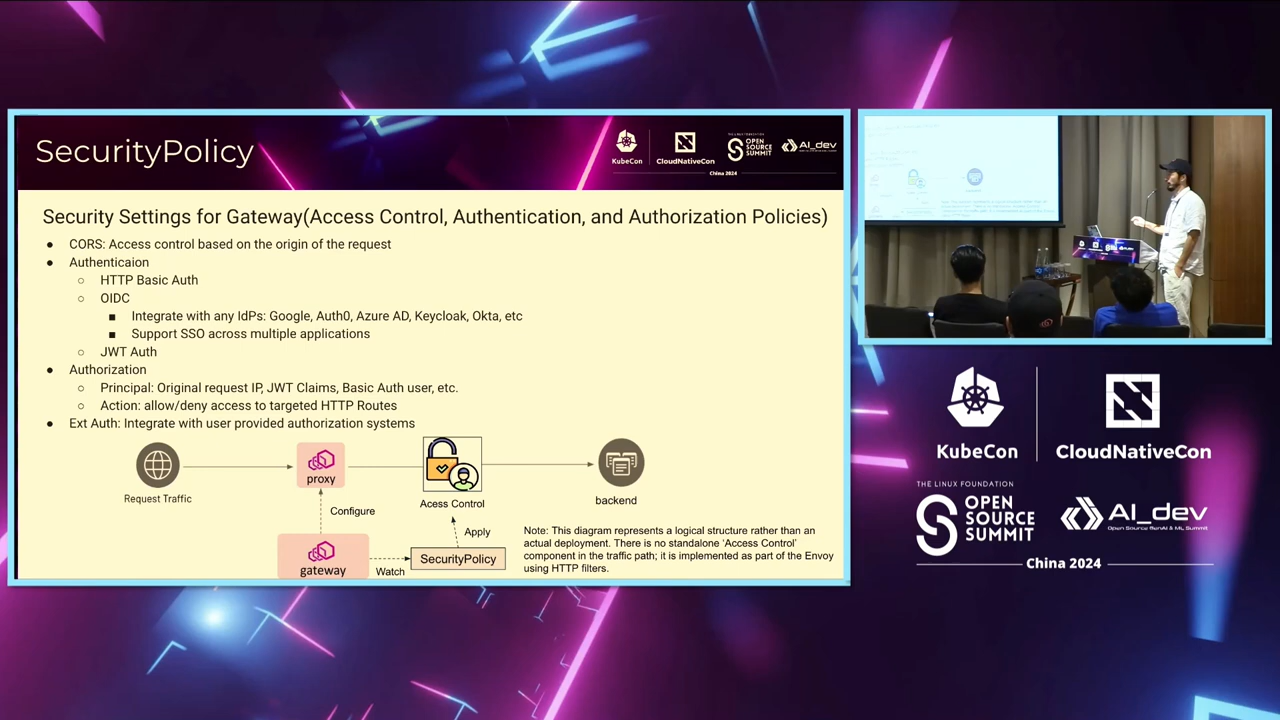 SecurityPolicy
KubeCon
CloudNativeCon
THE LINUX FOUNDATION
OPEN
SOURCE
SUMMIT
AI_dev
China 2024
Security Settings for Gateway(Access Control, Authentication, and Authorization Policies)
● CORS: Access control based on the origin of the request
● Authenticaion
○ HTTP Basic Auth
○ OIDC
■ Integrate with any IdPs: Google, Auth0, Azure AD, Keycloak, Okta, etc
■ Support SSO across multiple applications
○ JWT Auth
● Authorization
○ Principal: Original request IP, JWT Claims, Basic Auth user, etc.
○ Action: allow/deny access to targeted HTTP Routes
● Ext Auth: Integrate with user provided authorization systems
Request Traffic
proxy
Acess Control
backend
Configure
Apply
gateway
Watch
SecurityPolicy
Note: This diagram represents a logical structure rather than an
actual deployment. There is no standalone 'Access Control'
component in the traffic path; it is implemented as part of the Envoy
using HTTP filters.
KubeCon
CloudNativeCon
THE LINUX FOUNDATION
OPEN
SOURCE
SUMMIT
AI_dev
Open Source GenAI & ML Summit
China 2024